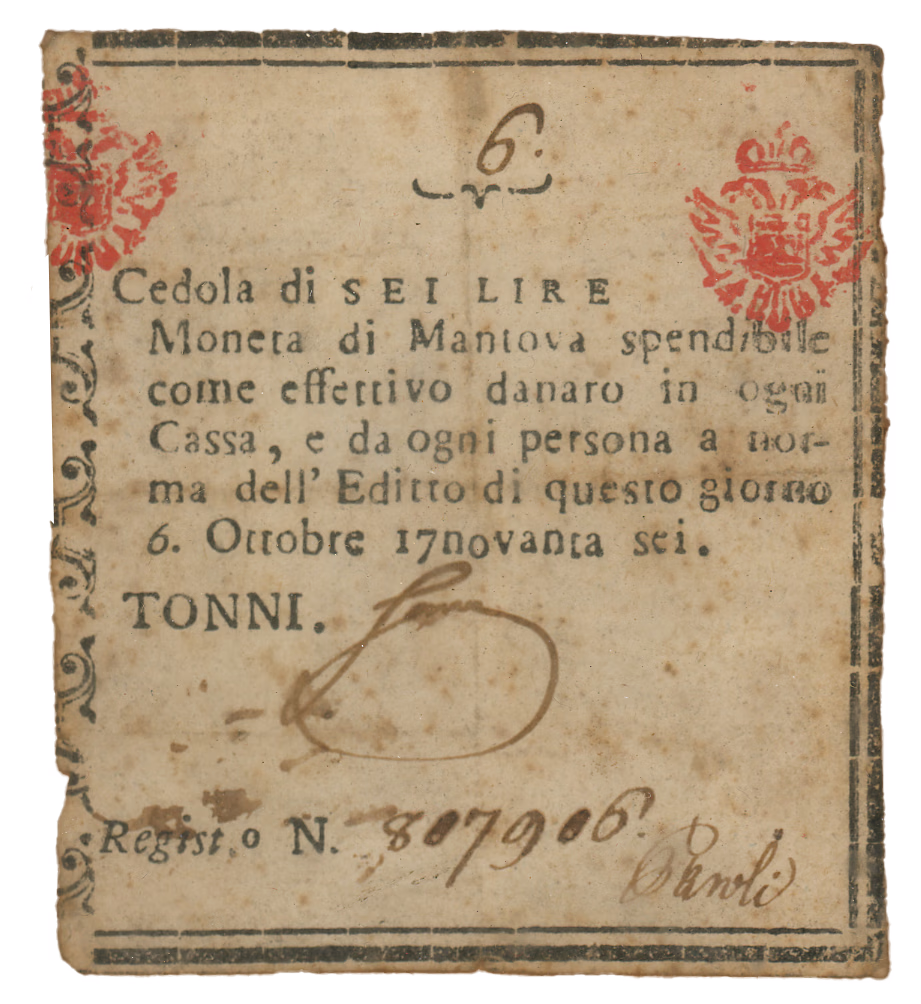 6.
Cedola di SEI LIRE
Moneta di Mantova spendibile
come effettivo danaro in ogni
Cassa, e da ogni persona a nor-
ma dell' Editto di questo giorno
6. Ottobre 17novanta sei.
TONNI.
Regist.o N. 807906.
Paroli